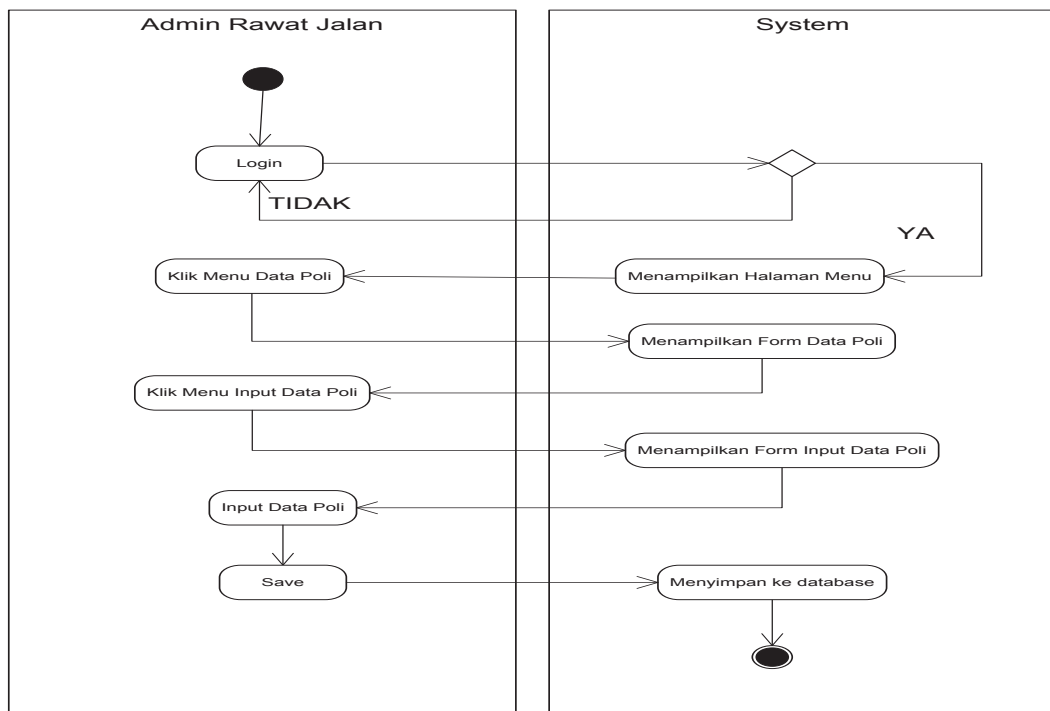 Admin Rawat Jalan
System
Login
TIDAK
YA
Klik Menu Data Poli
Menampilkan Halaman Menu
Menampilkan Form Data Poli
Klik Menu Input Data Poli
Menampilkan Form Input Data Poli
Input Data Poli
Save
Menyimpan ke database